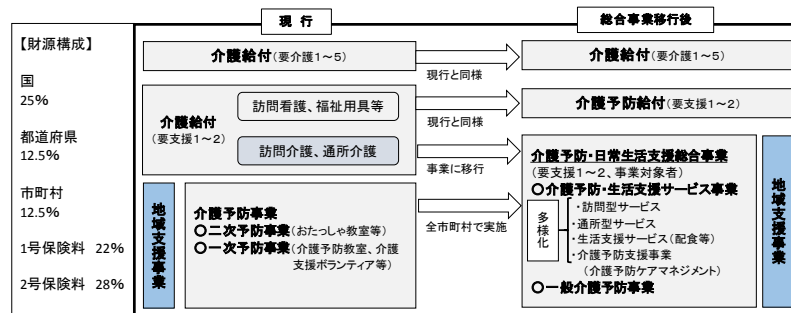 現 行
総合事業移行後
【財源構成】
国
25%
都道府県
12.5%
市町村
12.5%
1号保険料 22%
2号保険料 28%
介護給付(要介護1～5)
現行と同様
介護給付(要介護1～5)
介護給付
(要支援1～2)
訪問看護、福祉用具等
訪問介護、通所介護
現行と同様
介護予防給付(要支援1～2)
事業に移行
地域支援事業
介護予防事業
○二次予防事業(おたっしゃ教室等)
○一次予防事業(介護予防教室、介護
支援ボランティア等)
全市町村で実施
介護予防・日常生活支援総合事業
(要支援1～2、事業対象者)
○介護予防・生活支援サービス事業
多様化
・訪問型サービス
・通所型サービス
・生活支援サービス(配食等)
・介護予防支援事業
(介護予防ケアマネジメント)
○一般介護予防事業
地域支援事業